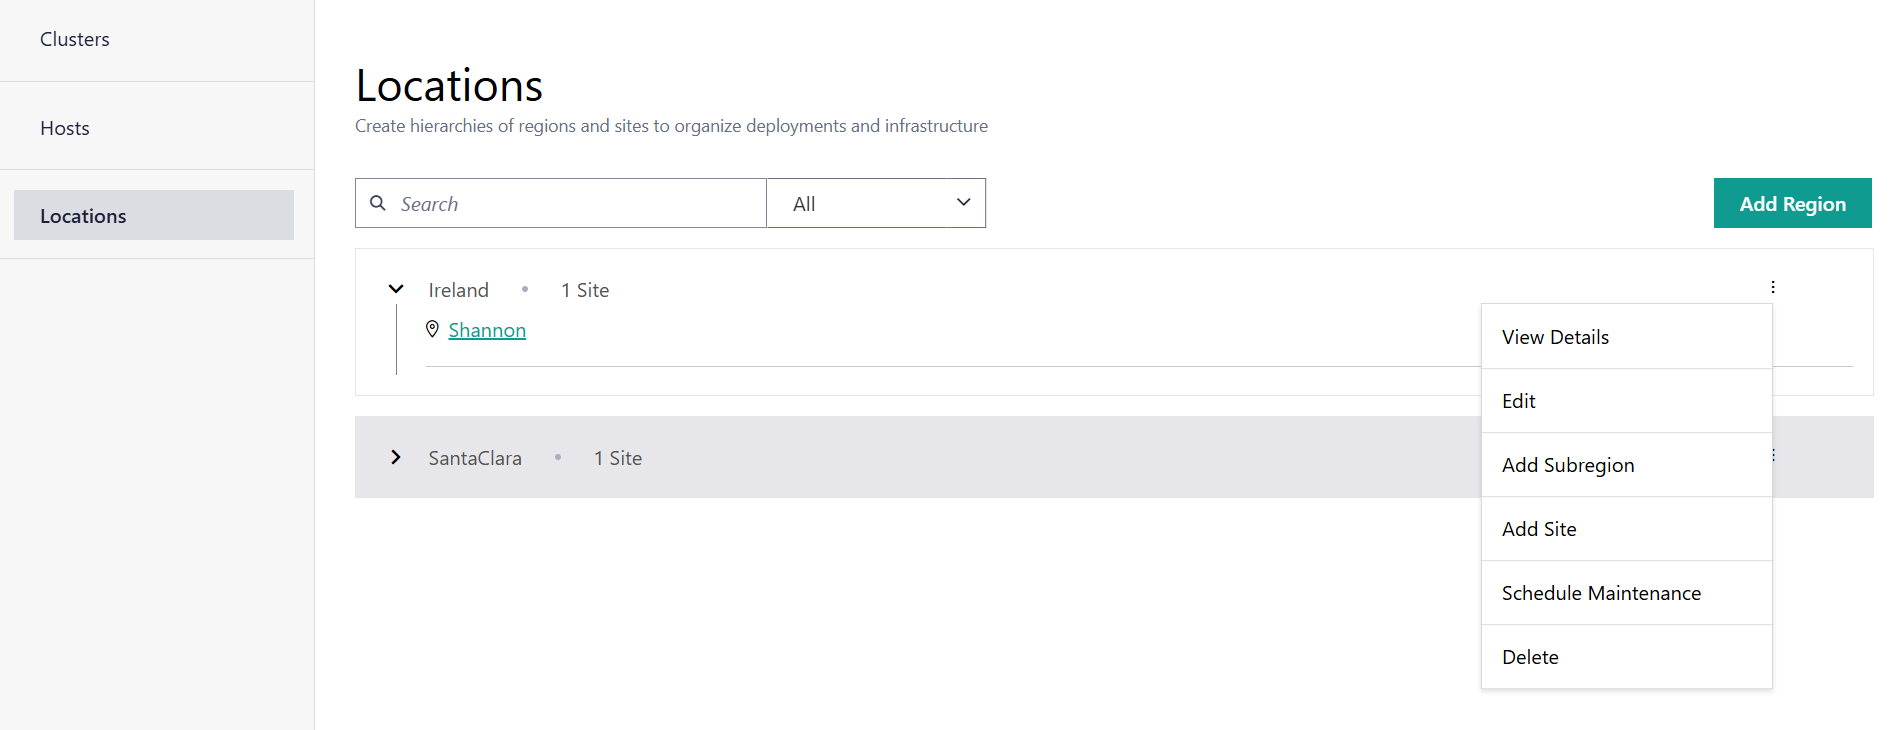 Clusters
Hosts
Locations
Locations
Create hierarchies of regions and sites to organize deployments and infrastructure
Search
All
Add Region
Ireland • 1 Site
Shannon
SantaClara • 1 Site
View Details
Edit
Add Subregion
Add Site
Schedule Maintenance
Delete